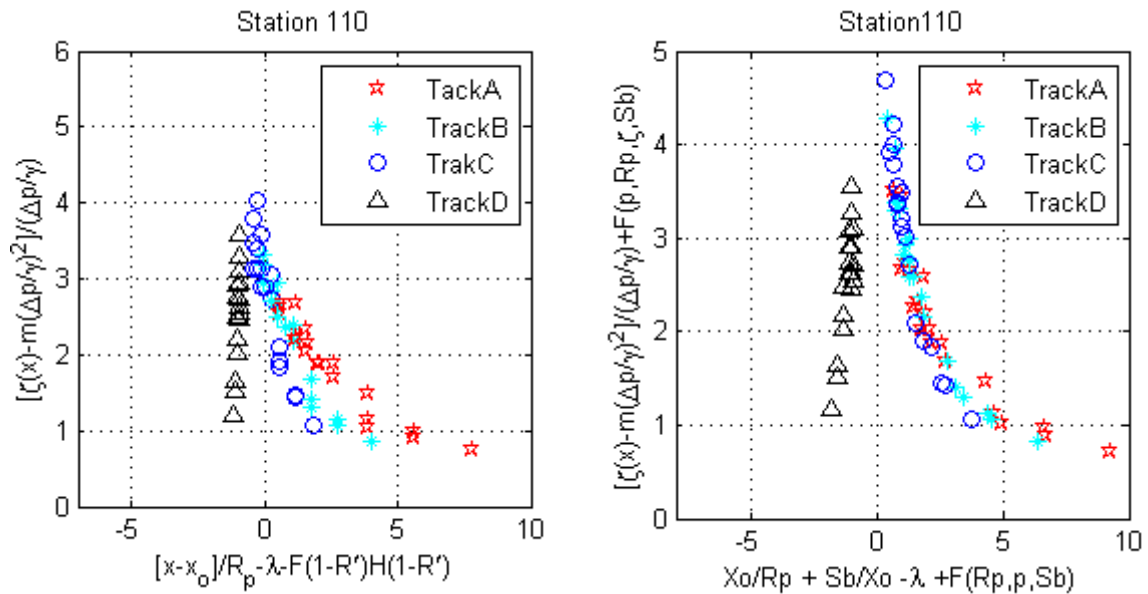 Station 110
6
5
4
3
2
1
0
-5
0
5
10
[ζ(x)-m(Δp/γ)²]/(Δp/γ)
[x-xₒ]/Rₚ-λ-F(1-R′)H(1-R′)
TackA
TrackB
TrakC
TrackD
Station110
5
4
3
2
1
0
-5
0
5
10
[ζ(x)-m(Δp/γ)²]/(Δp/γ)+F(p,Rp,ζ,Sb)
Xo/Rp + Sb/Xo -λ +F(Rp,p,Sb)
TrackA
TrackB
TrackC
TrackD